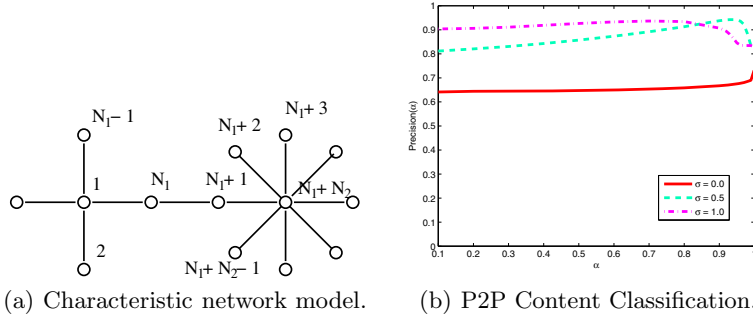 N₁− 1
N₁+ 2
N₁+ 3
1
N₁
N₁+ 1
N₁+ N₂
2
N₁+ N₂− 1
(a) Characteristic network model.
1
0.9
0.8
0.7
0.6
0.5
0.4
0.3
0.2
0.1
0
Precision(α)
σ = 0.0
σ = 0.5
σ = 1.0
0.1 0.2 0.3 0.4 0.5 0.6 0.7 0.8 0.9 1
α
(b) P2P Content Classification.